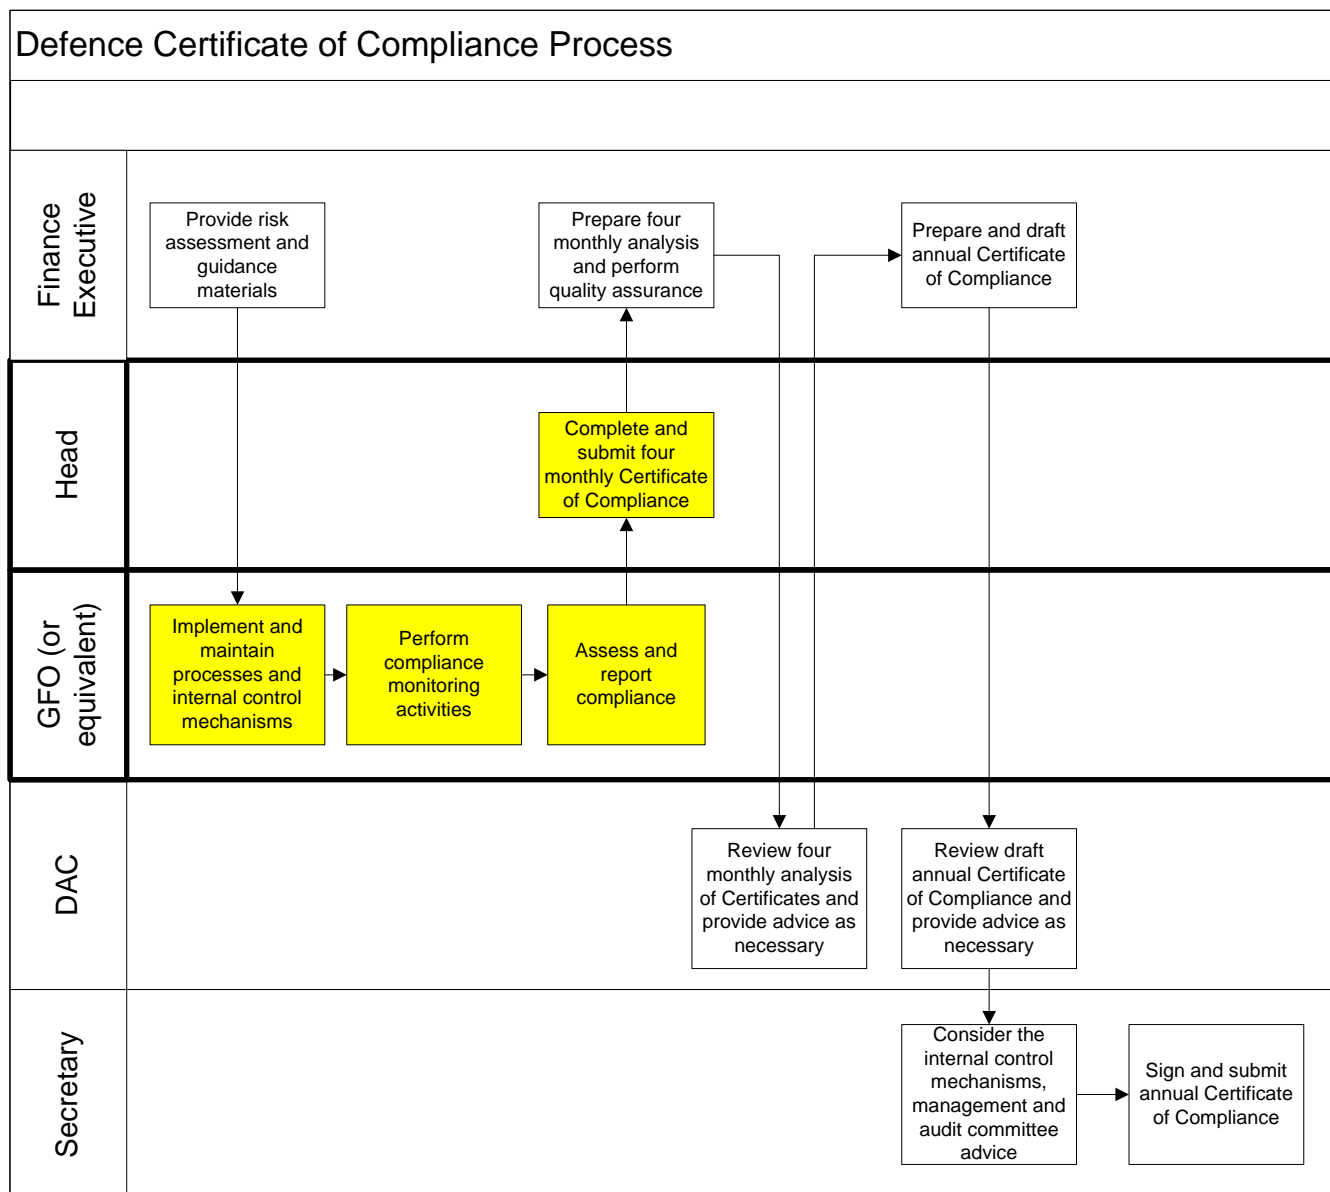 Defence Certificate of Compliance Process
Finance
Executive
Provide risk
assessment and
guidance
materials
Prepare four
monthly analysis
and perform
quality assurance
Prepare and draft
annual Certificate
of Compliance
Head
Complete and
submit four
monthly Certificate
of Compliance
GFO (or
equivalent)
Implement and
maintain
processes and
internal control
mechanisms
Perform
compliance
monitoring
activities
Assess and
report
compliance
DAC
Review four
monthly analysis
of Certificates and
provide advice as
necessary
Review draft
annual Certificate
of Compliance and
provide advice as
necessary
Secretary
Consider the
internal control
mechanisms,
management and
audit committee
advice
Sign and submit
annual Certificate
of Compliance